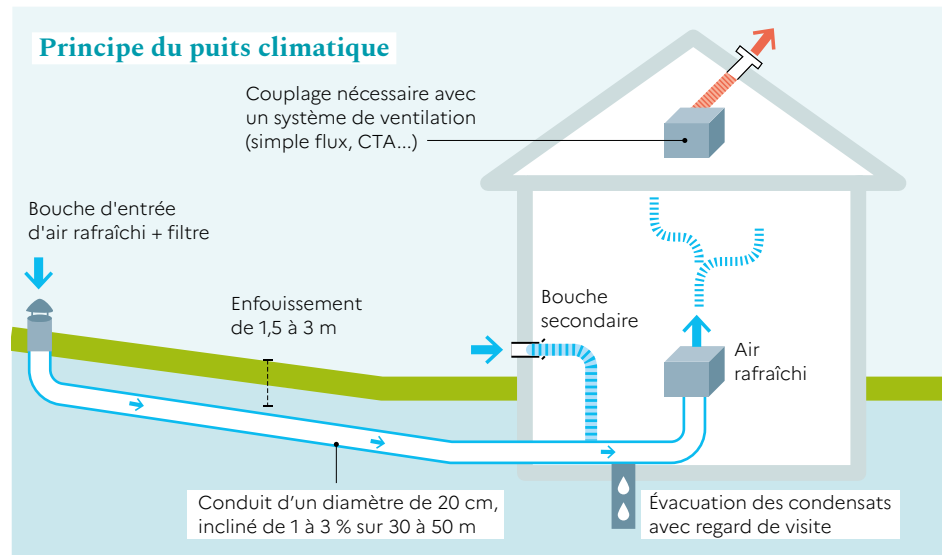 Principe du puits climatique
Couplage nécessaire avec
un système de ventilation
(simple flux, CTA...)
Bouche d'entrée
d'air rafraîchi + filtre
Enfouissement
de 1,5 à 3 m
Bouche
secondaire
Air
rafraîchi
Conduit d’un diamètre de 20 cm,
incliné de 1 à 3 % sur 30 à 50 m
Évacuation des condensats
avec regard de visite